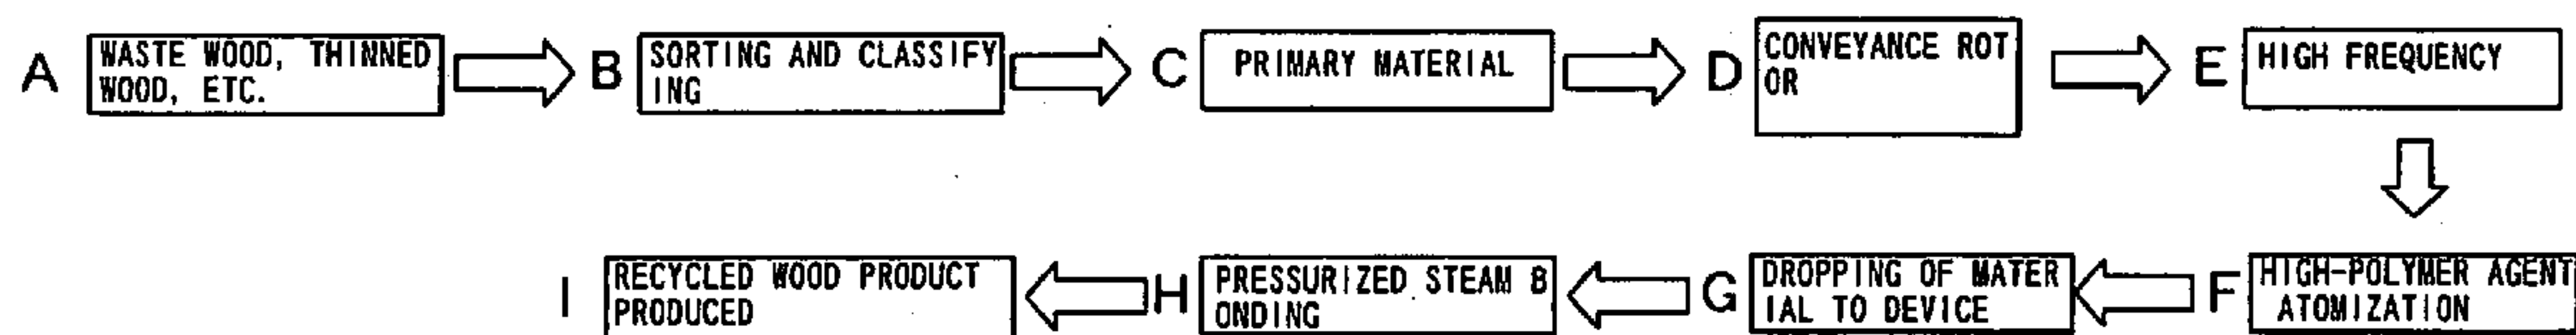 A WASTE WOOD, THINNED
WOOD, ETC.
B SORTING AND CLASSIFY
ING
C PRIMARY MATERIAL
D CONVEYANCE ROT
OR
E HIGH FREQUENCY
F HIGH-POLYMER AGENT
ATOMIZATION
G DROPPING OF MATER
IAL TO DEVICE
H PRESSURIZED STEAM B
ONDING
I RECYCLED WOOD PRODUCT
PRODUCED